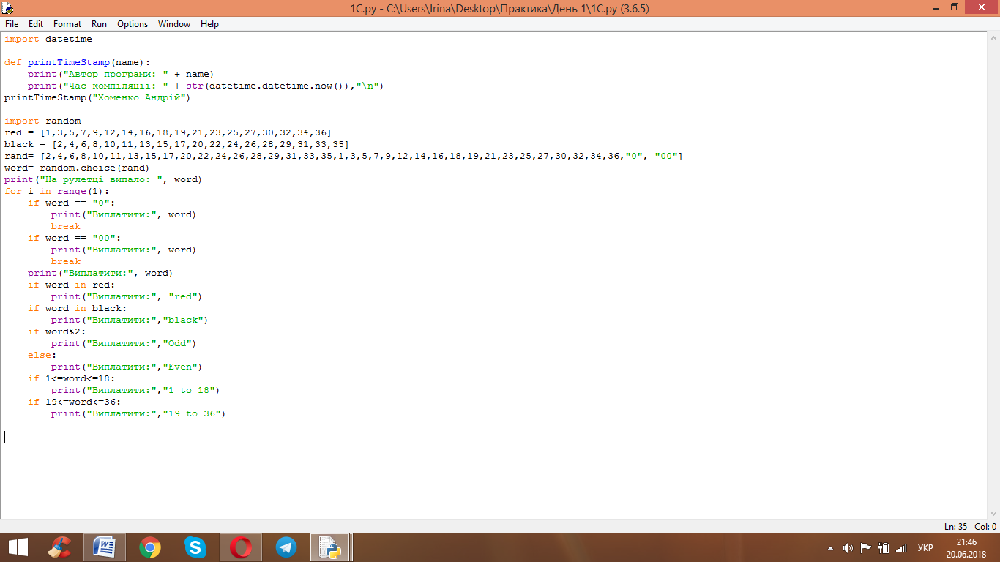 1C.py - C:\Users\Irina\Desktop\Практика\День 1\1C.py (3.6.5)
File Edit Format Run Options Window Help
import datetime

def printTimeStamp(name):
    print("Автор програми: " + name)
    print("Час компіляції: " + str(datetime.datetime.now()),"\n")
printTimeStamp("Хоменко Андрій")

import random
red = [1,3,5,7,9,12,14,16,18,19,21,23,25,27,30,32,34,36]
black = [2,4,6,8,10,11,13,15,17,20,22,24,26,28,29,31,33,35]
rand= [2,4,6,8,10,11,13,15,17,20,22,24,26,28,29,31,33,35,1,3,5,7,9,12,14,16,18,19,21,23,25,27,30,32,34,36,"0", "00"]
word= random.choice(rand)
print("На рулетці випало: ", word)
for i in range(1):
    if word == "0":
        print("Виплатити:", word)
        break
    if word == "00":
        print("Виплатити:", word)
        break
    print("Виплатити:", word)
    if word in red:
        print("Виплатити:", "red")
    if word in black:
        print("Виплатити:","black")
    if word%2:
        print("Виплатити:","Odd")
    else:
        print("Виплатити:","Even")
    if 1<=word<=18:
        print("Виплатити:","1 to 18")
    if 19<=word<=36:
        print("Виплатити:","19 to 36")
Ln: 35 Col: 0
УКР
21:46
20.06.2018